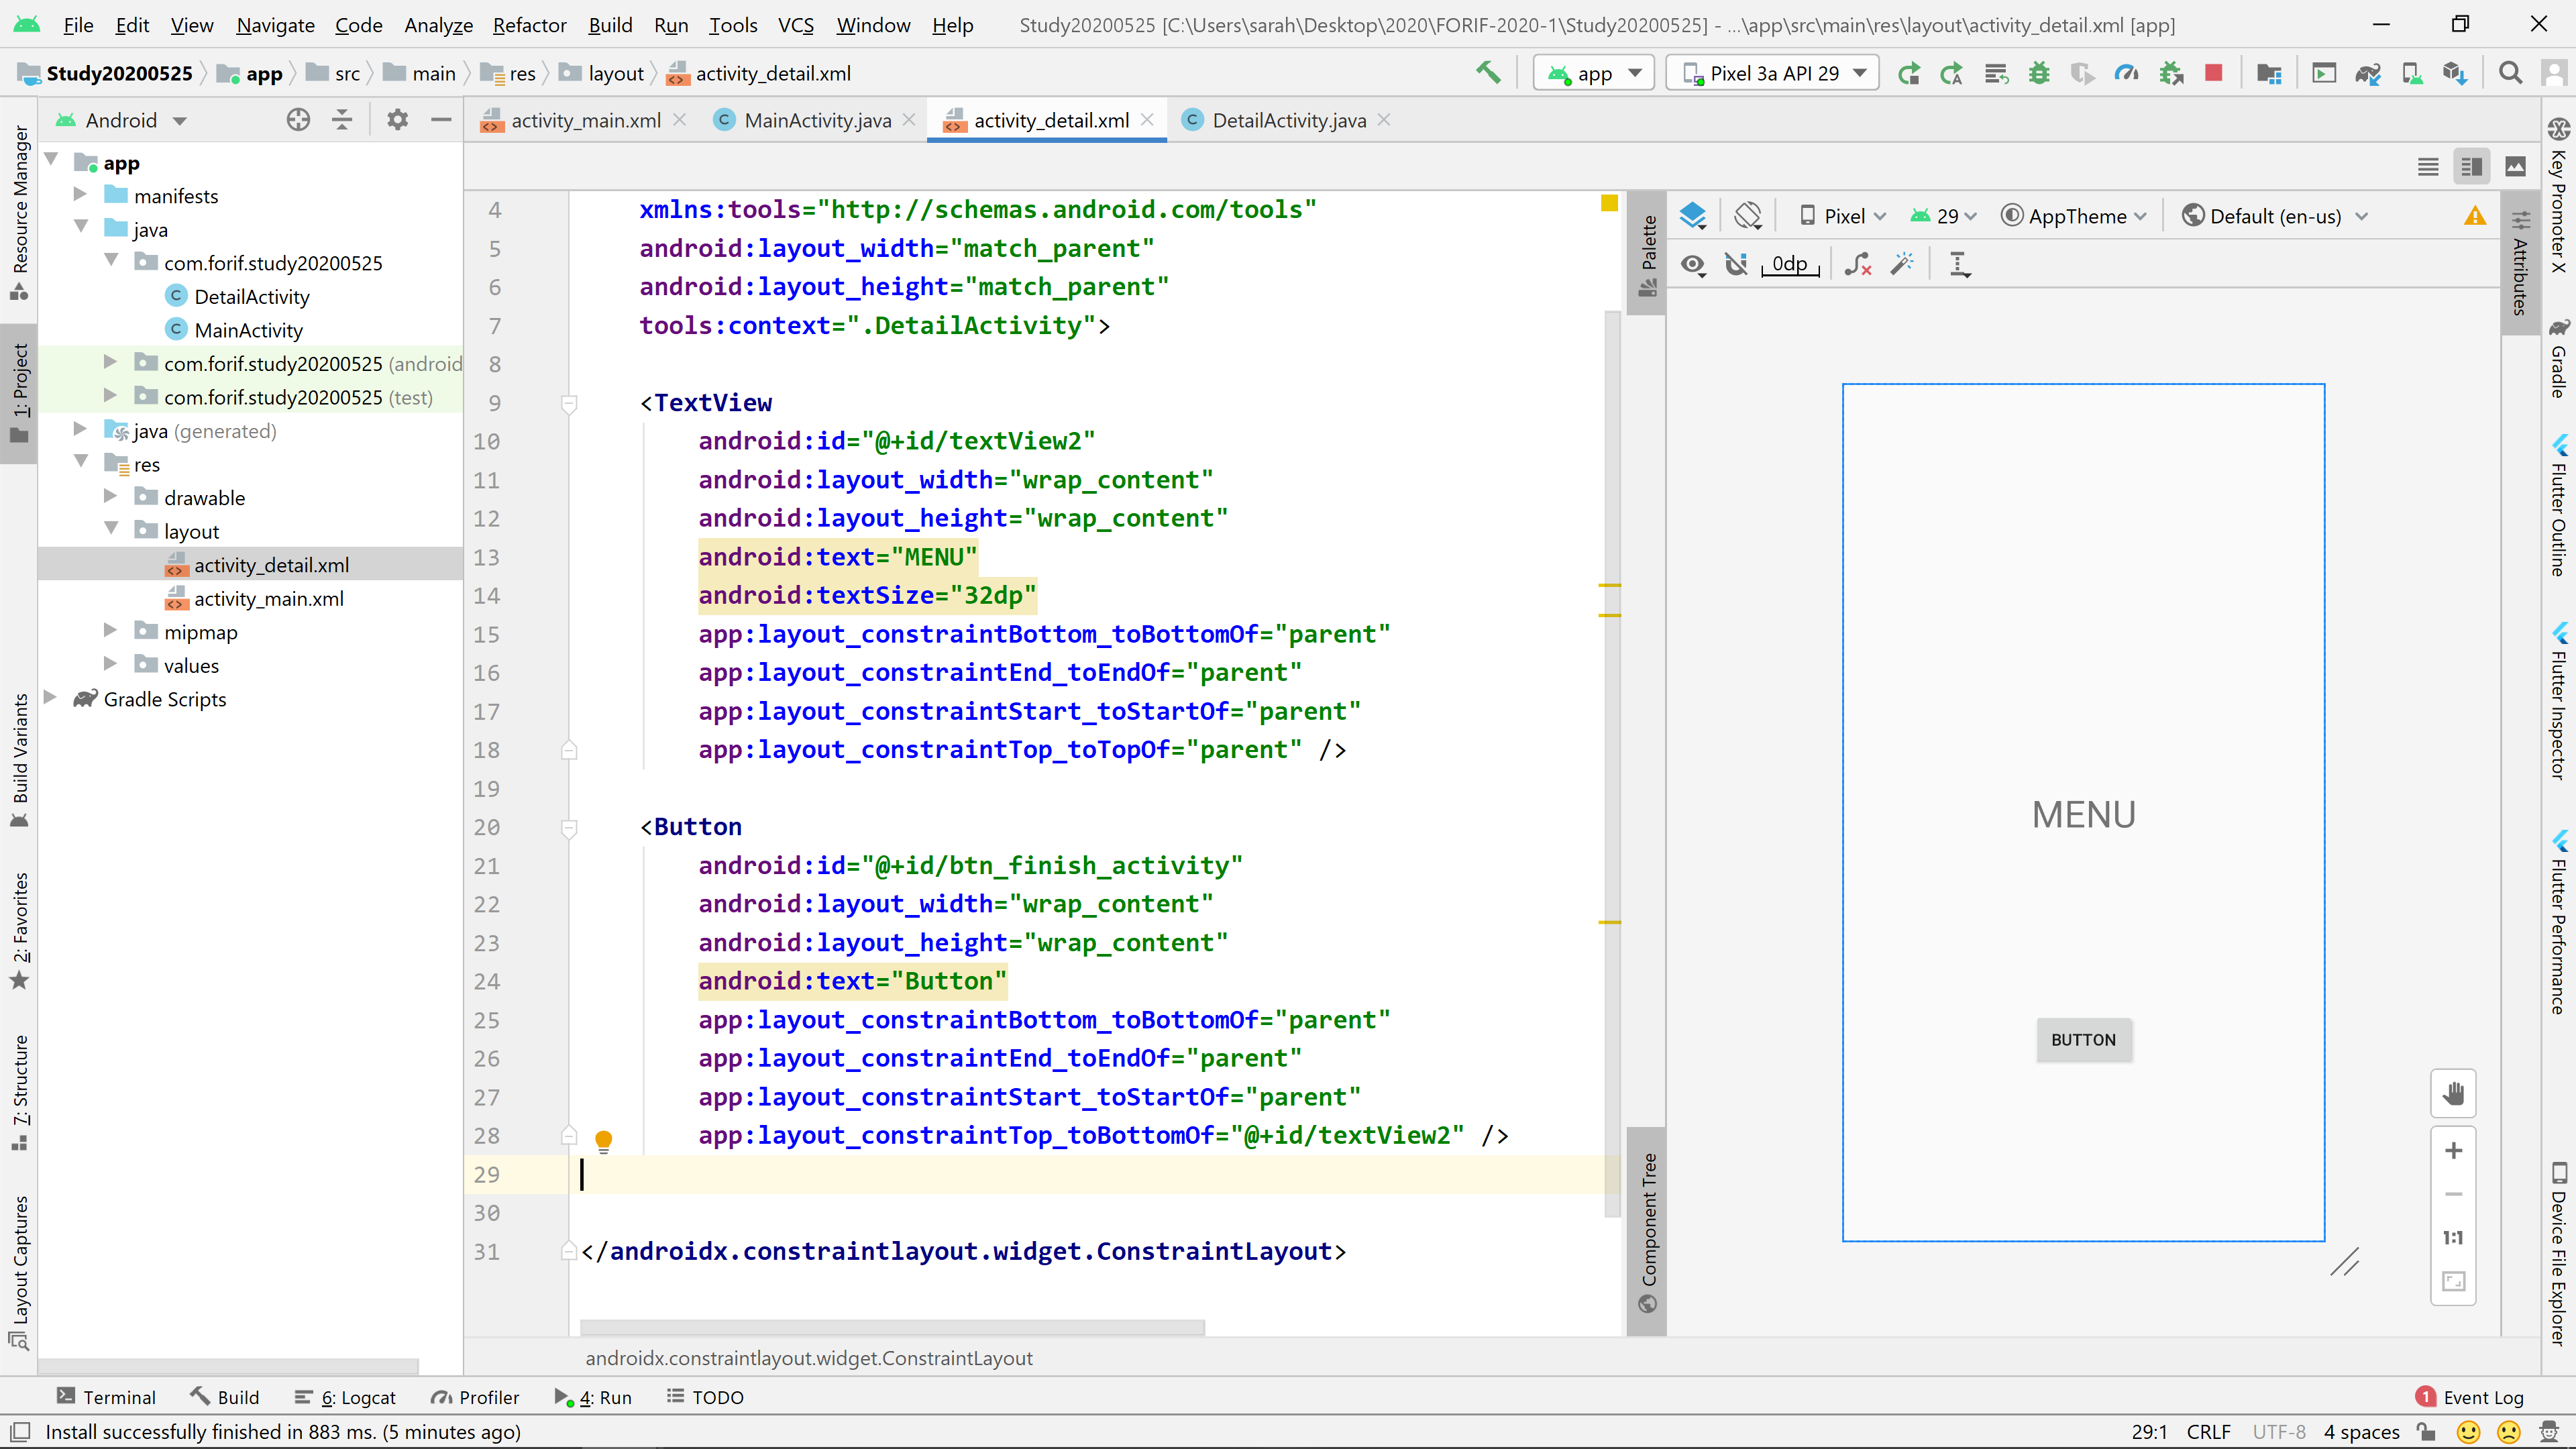 File Edit View Navigate Code Analyze Refactor Build Run Tools VCS Window Help Study20200525 [C:\Users\sarah\Desktop\2020\FORIF-2020-1\Study20200525] - ...\app\src\main\res\layout\activity_detail.xml [app]
Study20200525 app src main res layout activity_detail.xml app Pixel 3a API 29
Android activity_main.xml MainActivity.java activity_detail.xml DetailActivity.java
Resource Manager
1: Project
Build Variants
2: Favorites
7: Structure
Layout Captures
app
manifests
java
com.forif.study20200525
DetailActivity
MainActivity
com.forif.study20200525 (android
com.forif.study20200525 (test)
java (generated)
res
drawable
layout
activity_detail.xml
activity_main.xml
mipmap
values
Gradle Scripts
4 xmlns:tools="http://schemas.android.com/tools"
5 android:layout_width="match_parent"
6 android:layout_height="match_parent"
7 tools:context=".DetailActivity">
8
9 <TextView
10 android:id="@+id/textView2"
11 android:layout_width="wrap_content"
12 android:layout_height="wrap_content"
13 android:text="MENU"
14 android:textSize="32dp"
15 app:layout_constraintBottom_toBottomOf="parent"
16 app:layout_constraintEnd_toEndOf="parent"
17 app:layout_constraintStart_toStartOf="parent"
18 app:layout_constraintTop_toTopOf="parent" />
19
20 <Button
21 android:id="@+id/btn_finish_activity"
22 android:layout_width="wrap_content"
23 android:layout_height="wrap_content"
24 android:text="Button"
25 app:layout_constraintBottom_toBottomOf="parent"
26 app:layout_constraintEnd_toEndOf="parent"
27 app:layout_constraintStart_toStartOf="parent"
28 app:layout_constraintTop_toBottomOf="@+id/textView2" />
29
30
31 </androidx.constraintlayout.widget.ConstraintLayout>
androidx.constraintlayout.widget.ConstraintLayout
Palette
Component Tree
Pixel 29 AppTheme Default (en-us)
0dp
MENU
BUTTON
1:1
Attributes
Key Promoter X
Gradle
Flutter Outline
Flutter Inspector
Flutter Performance
Device File Explorer
Terminal Build 6: Logcat Profiler 4: Run TODO 1 Event Log
Install successfully finished in 883 ms. (5 minutes ago) 29:1 CRLF UTF-8 4 spaces